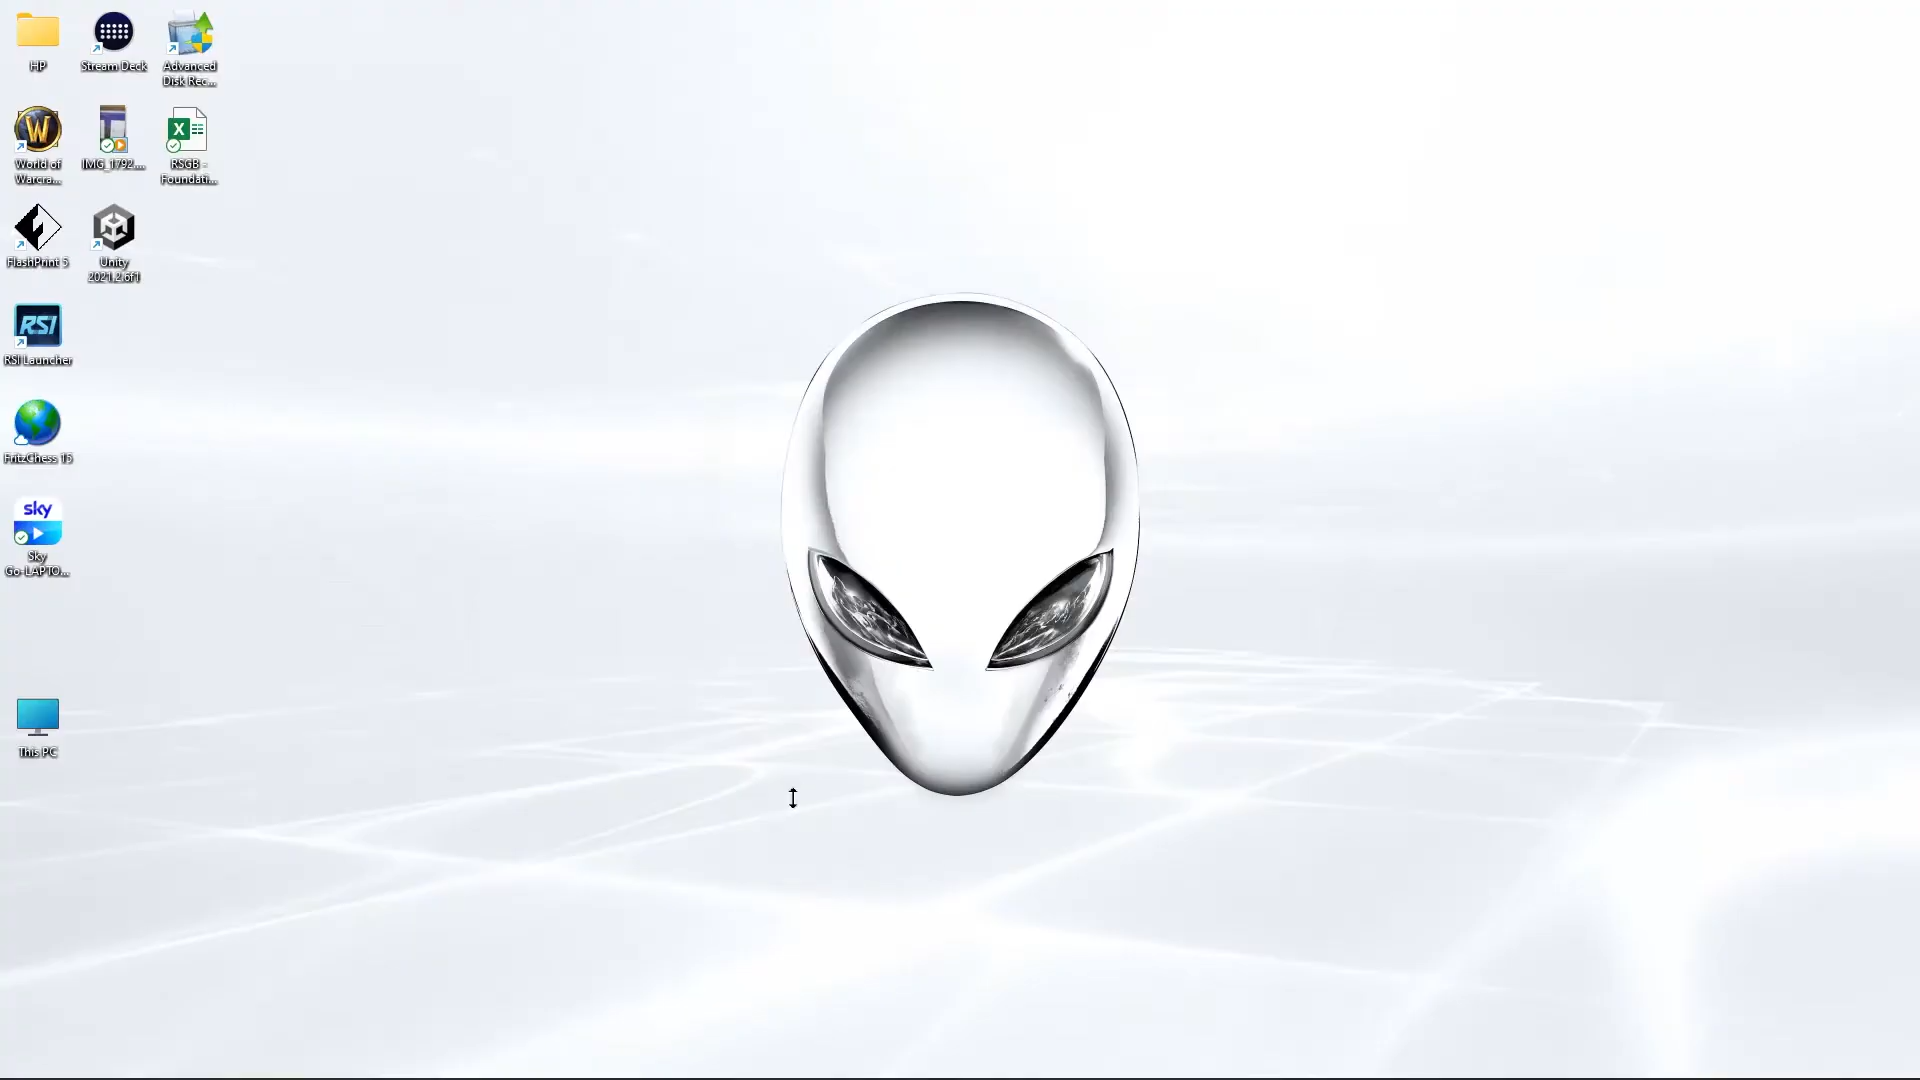 HP
Stream Deck
Advanced
Disk Rec...
W
World of
Warcra...
IMG_1792....
X
RSGB -
Foundati...
FlashPrint 5
Unity
2021.2.6f1
RSI
RSI Launcher
FritzChess 15
sky
Sky
Go-LAPTO...
This PC